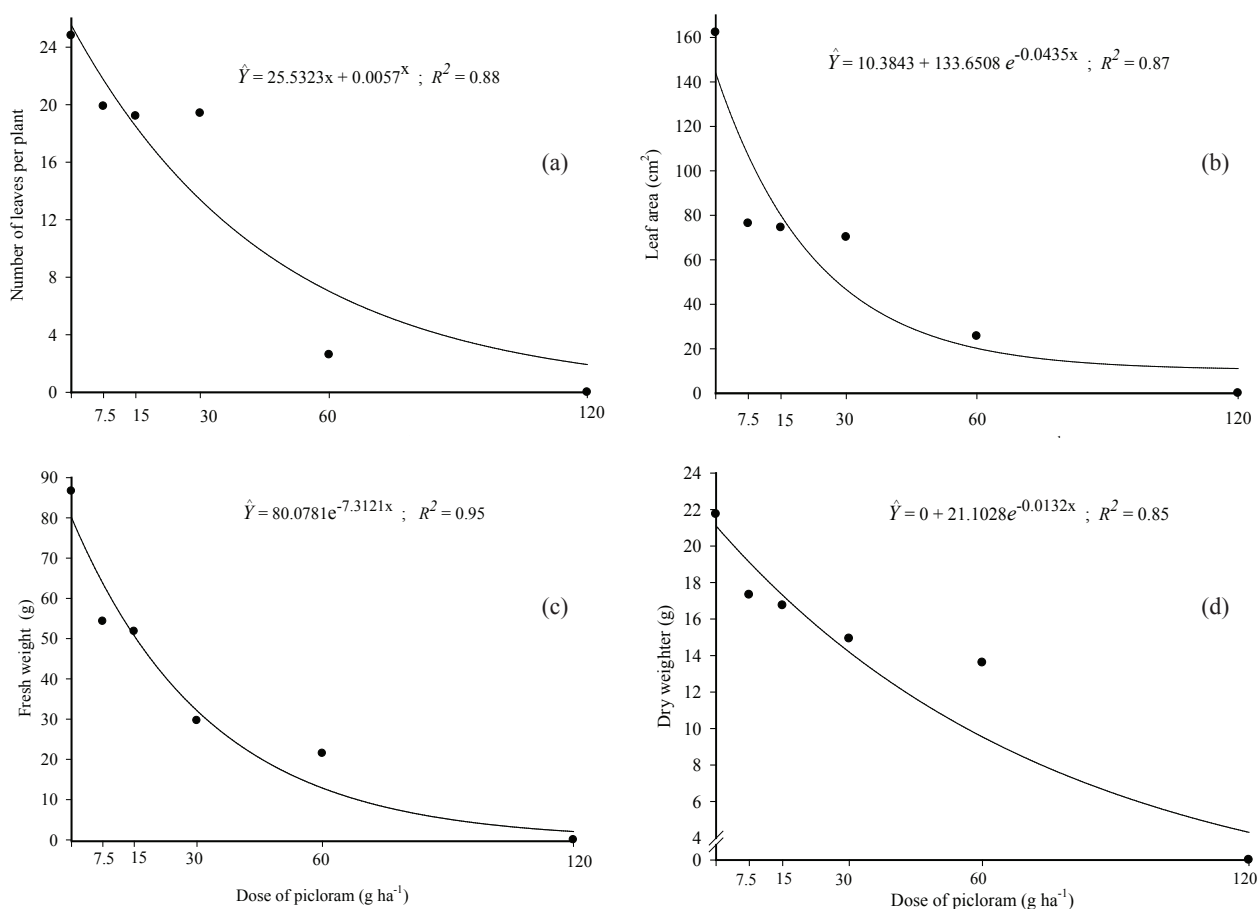 Number of leaves per plant
24
20
16
12
8
4
0
7.5 15 30 60 120
Ŷ = 25.5323x + 0.0057^x ; R² = 0.88
(a)
Leaf area (cm²)
160
140
120
100
80
60
40
20
0
7.5 15 30 60 120
Ŷ = 10.3843 + 133.6508 e^-0.0435x ; R² = 0.87
(b)
Fresh weight (g)
90
80
70
60
50
40
30
20
10
0
7.5 15 30 60 120
Dose of picloram (g ha⁻¹)
Ŷ = 80.0781e^-7.3121x ; R² = 0.95
(c)
Dry weighter (g)
24
22
20
18
16
14
12
10
8
6
4
0
7.5 15 30 60 120
Dose of picloram (g ha⁻¹)
Ŷ = 0 + 21.1028e^-0.0132x ; R² = 0.85
(d)